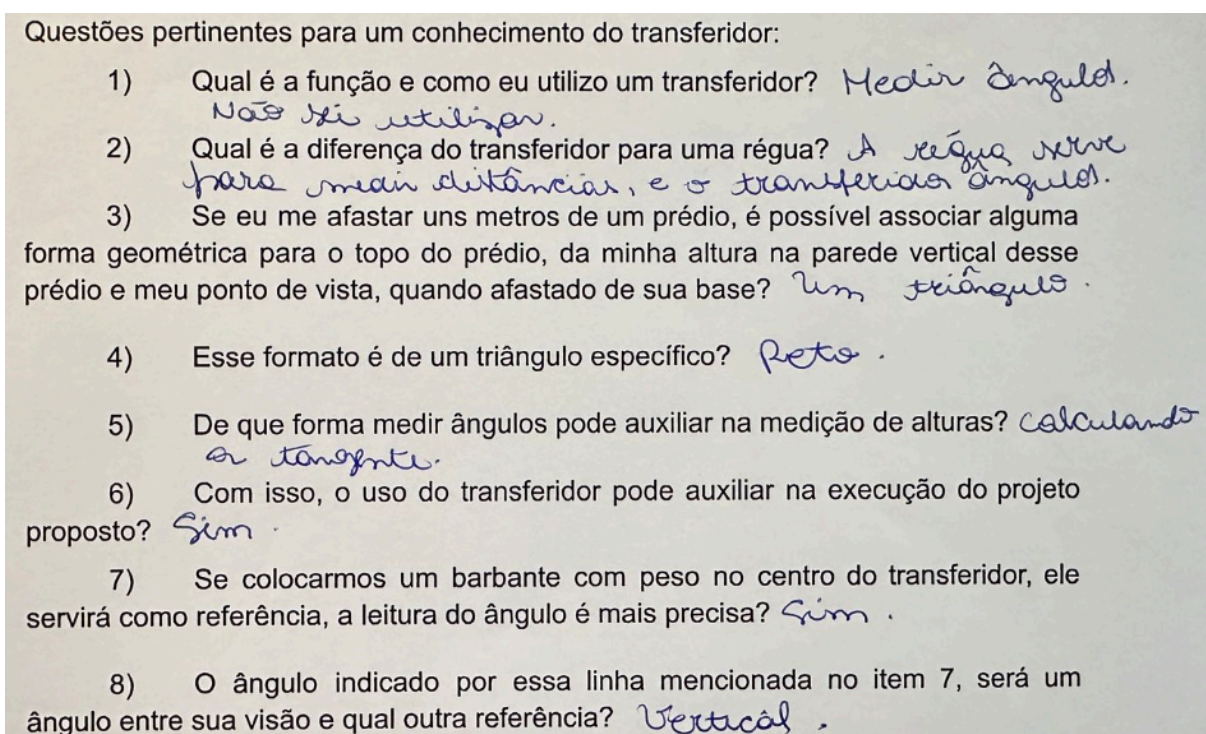 Questões pertinentes para um conhecimento do transferidor:
1) Qual é a função e como eu utilizo um transferidor? Medir ângulos.
Não sei utilizar.
2) Qual é a diferença do transferidor para uma régua? A régua serve
para medir distâncias, e o transferidor ângulos.
3) Se eu me afastar uns metros de um prédio, é possível associar alguma
forma geométrica para o topo do prédio, da minha altura na parede vertical desse
prédio e meu ponto de vista, quando afastado de sua base? Um triângulo.
4) Esse formato é de um triângulo específico? Reto.
5) De que forma medir ângulos pode auxiliar na medição de alturas? Calculando
a tangente.
6) Com isso, o uso do transferidor pode auxiliar na execução do projeto
proposto? Sim.
7) Se colocarmos um barbante com peso no centro do transferidor, ele
servirá como referência, a leitura do ângulo é mais precisa? Sim.
8) O ângulo indicado por essa linha mencionada no item 7, será um
ângulo entre sua visão e qual outra referência? Vertical.